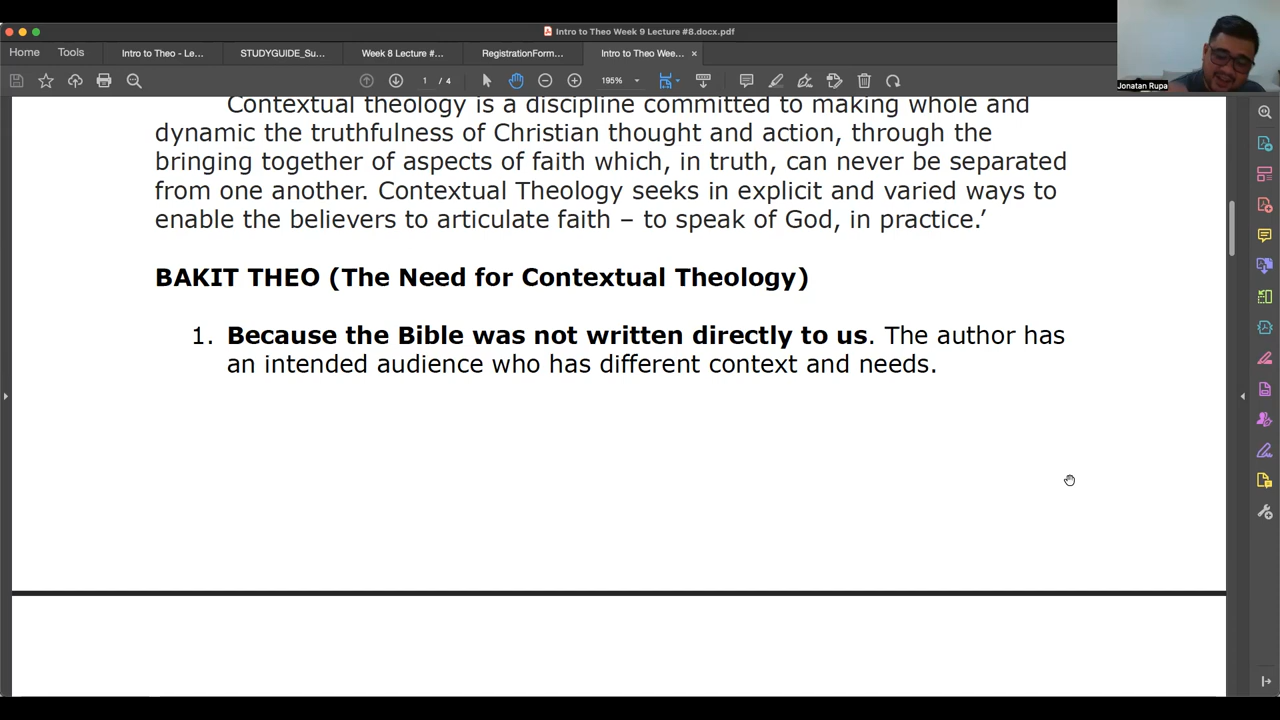 Intro to Theo Week 9 Lecture #8.docx.pdf
Home
Tools
Intro to Theo - Le...
STUDYGUIDE_Su...
Week 8 Lecture #...
RegistrationForm...
Intro to Theo Wee...
1 / 4
195%
Jonatan Rupa
Contextual theology is a discipline committed to making whole and
dynamic the truthfulness of Christian thought and action, through the
bringing together of aspects of faith which, in truth, can never be separated
from one another. Contextual Theology seeks in explicit and varied ways to
enable the believers to articulate faith – to speak of God, in practice.’
BAKIT THEO (The Need for Contextual Theology)
1. Because the Bible was not written directly to us. The author has
an intended audience who has different context and needs.